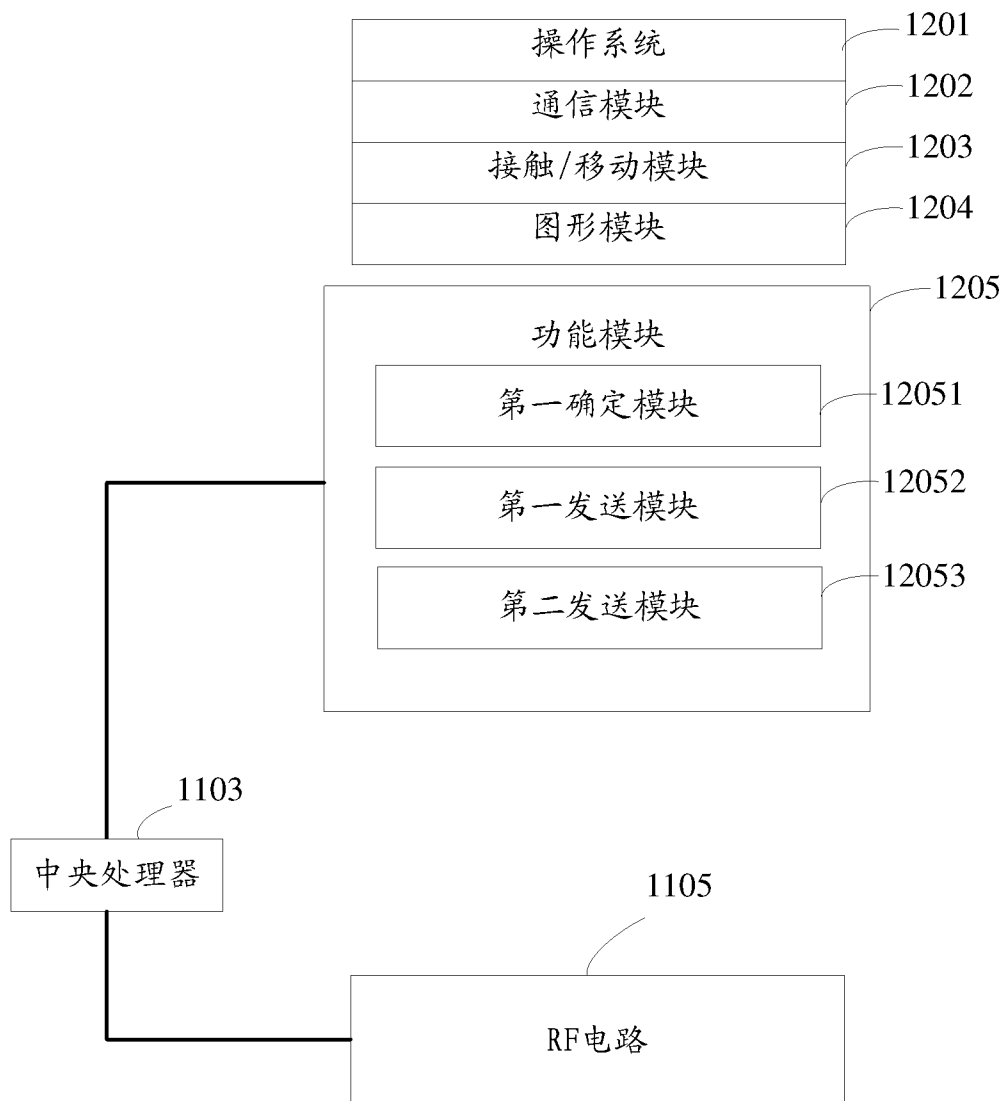 操作系统
1201
通信模块
1202
接触/移动模块
1203
图形模块
1204
1205
功能模块
第一确定模块
12051
第一发送模块
12052
第二发送模块
12053
1103
中央处理器
1105
RF电路